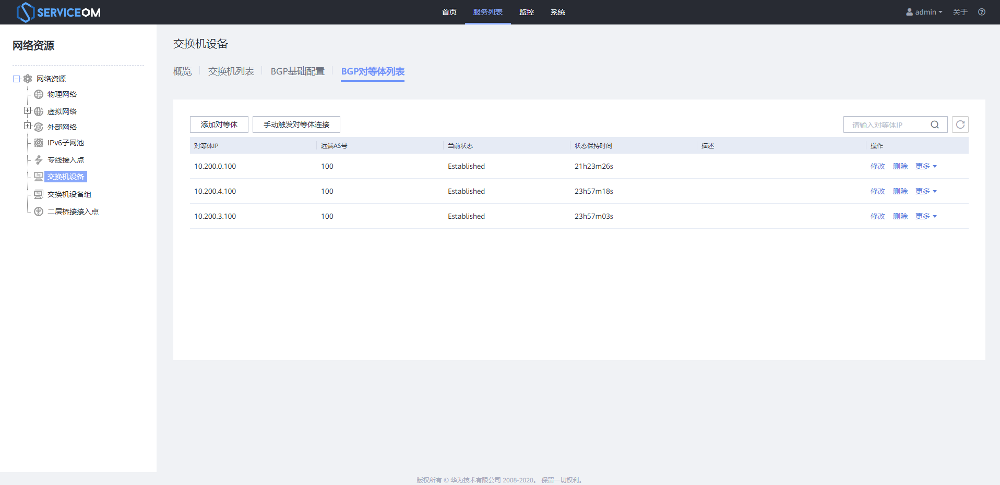 SERVICEOM
首页 服务列表 监控 系统
admin 关于
网络资源
网络资源
物理网络
虚拟网络
外部网络
IPv6子网池
专线接入点
交换机设备
交换机设备组
二层桥接接入点
交换机设备
概览 交换机列表 BGP基础配置 BGP对等体列表
添加对等体 手动触发对等体连接 请输入对等体IP
对等体IP 远端AS号 当前状态 状态保持时间 描述 操作
10.200.0.100 100 Established 21h23m26s 修改 删除 更多
10.200.4.100 100 Established 23h57m18s 修改 删除 更多
10.200.3.100 100 Established 23h57m03s 修改 删除 更多
版权所有 © 华为技术有限公司 2008-2020。 保留一切权利。